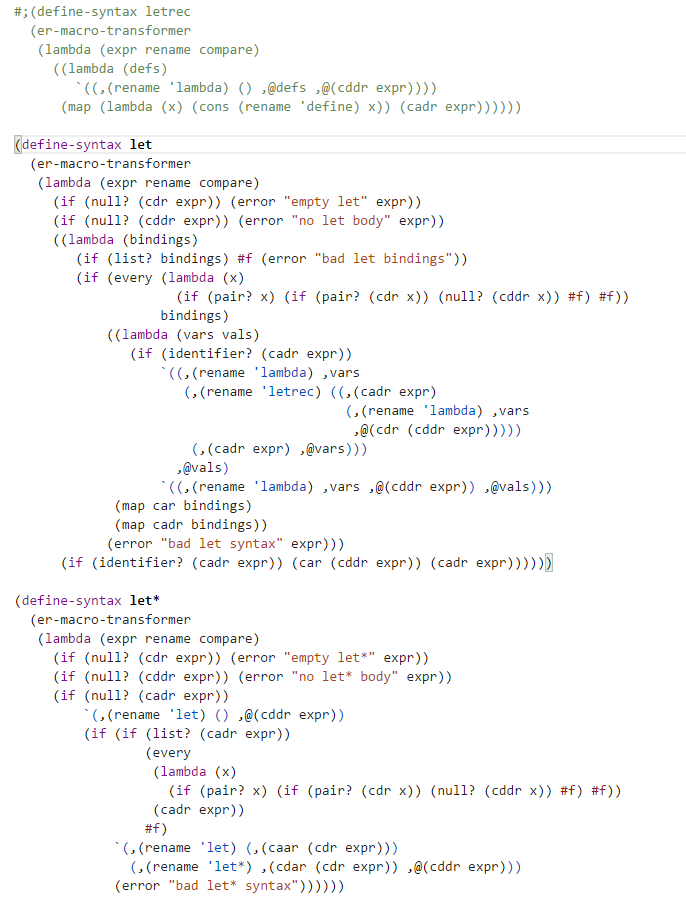 #;(define-syntax letrec
  (er-macro-transformer
   (lambda (expr rename compare)
     ((lambda (defs)
        `((,(rename 'lambda) () ,@defs ,@(cddr expr))))
      (map (lambda (x) (cons (rename 'define) x)) (cadr expr))))))

(define-syntax let
  (er-macro-transformer
   (lambda (expr rename compare)
     (if (null? (cdr expr)) (error "empty let" expr))
     (if (null? (cddr expr)) (error "no let body" expr))
     ((lambda (bindings)
        (if (list? bindings) #f (error "bad let bindings"))
        (if (every (lambda (x)
                     (if (pair? x) (if (pair? (cdr x)) (null? (cddr x)) #f) #f))
                   bindings)
            ((lambda (vars vals)
               (if (identifier? (cadr expr))
                   `((,(rename 'lambda) ,vars
                      (,(rename 'letrec) ((,(cadr expr)
                                           (,(rename 'lambda) ,vars
                                            ,@(cdr (cddr expr)))))
                       (,(cadr expr) ,@vars)))
                     ,@vals)
                   `((,(rename 'lambda) ,vars ,@(cddr expr)) ,@vals)))
             (map car bindings)
             (map cadr bindings))
            (error "bad let syntax" expr)))
      (if (identifier? (cadr expr)) (car (cddr expr)) (cadr expr))))))

(define-syntax let*
  (er-macro-transformer
   (lambda (expr rename compare)
     (if (null? (cdr expr)) (error "empty let*" expr))
     (if (null? (cddr expr)) (error "no let* body" expr))
     (if (null? (cadr expr))
         `(,(rename 'let) () ,@(cddr expr))
         (if (if (list? (cadr expr))
                 (every
                  (lambda (x)
                    (if (pair? x) (if (pair? (cdr x)) (null? (cddr x)) #f) #f))
                  (cadr expr))
                 #f)
             `(,(rename 'let) (,(caar (cdr expr)))
               (,(rename 'let*) ,(cdar (cdr expr)) ,@(cddr expr)))
             (error "bad let* syntax"))))))